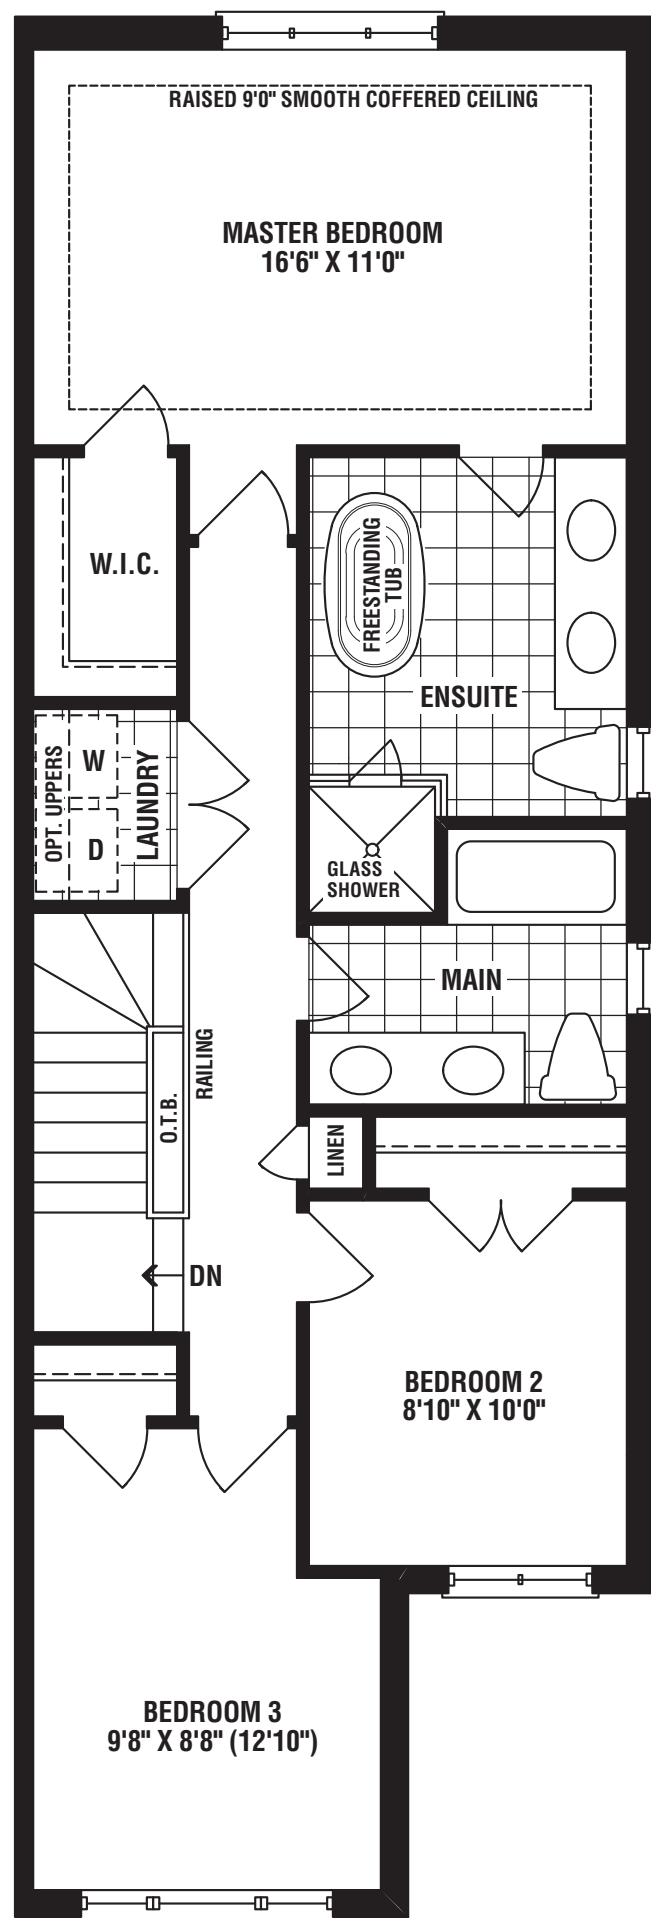 RAISED 9'0" SMOOTH COFFERED CEILING
MASTER BEDROOM
16'6" X 11'0"
W.I.C.
FREESTANDING
TUB
ENSUITE
OPT. UPPERS
W
D
LAUNDRY
GLASS
SHOWER
MAIN
RAILING
O.T.B.
LINEN
DN
BEDROOM 2
8'10" X 10'0"
BEDROOM 3
9'8" X 8'8" (12'10")